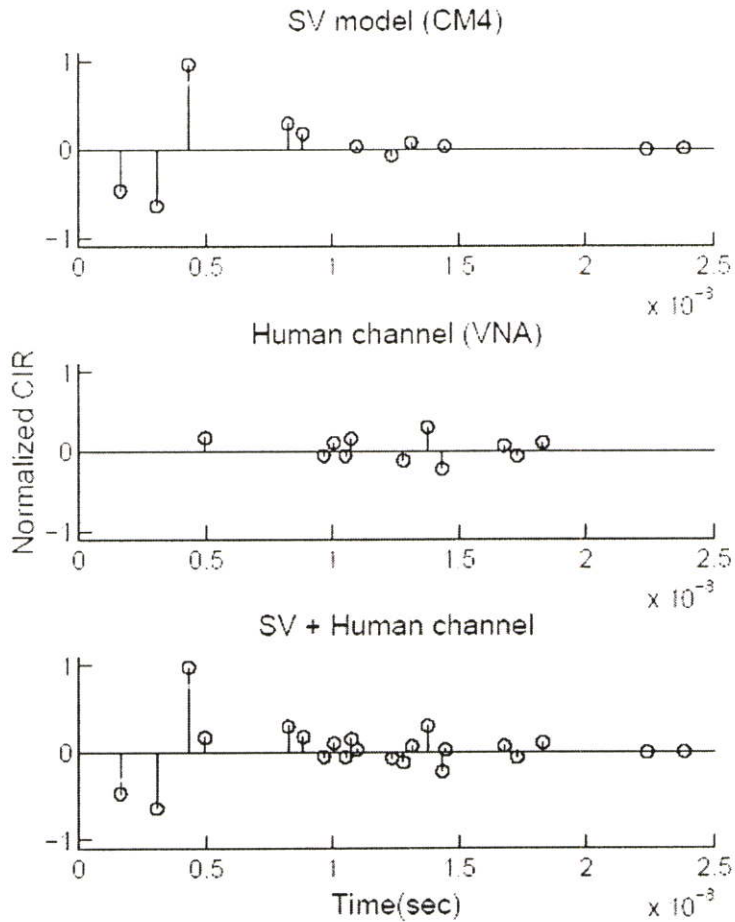 SV model (CM4)
1
0
-1
0 0.5 1 1.5 2 2.5
x 10⁻³
Human channel (VNA)
Normalized CIR
1
0
-1
0 0.5 1 1.5 2 2.5
x 10⁻³
SV + Human channel
1
0
-1
0 0.5 1 1.5 2 2.5
Time(sec)
x 10⁻³